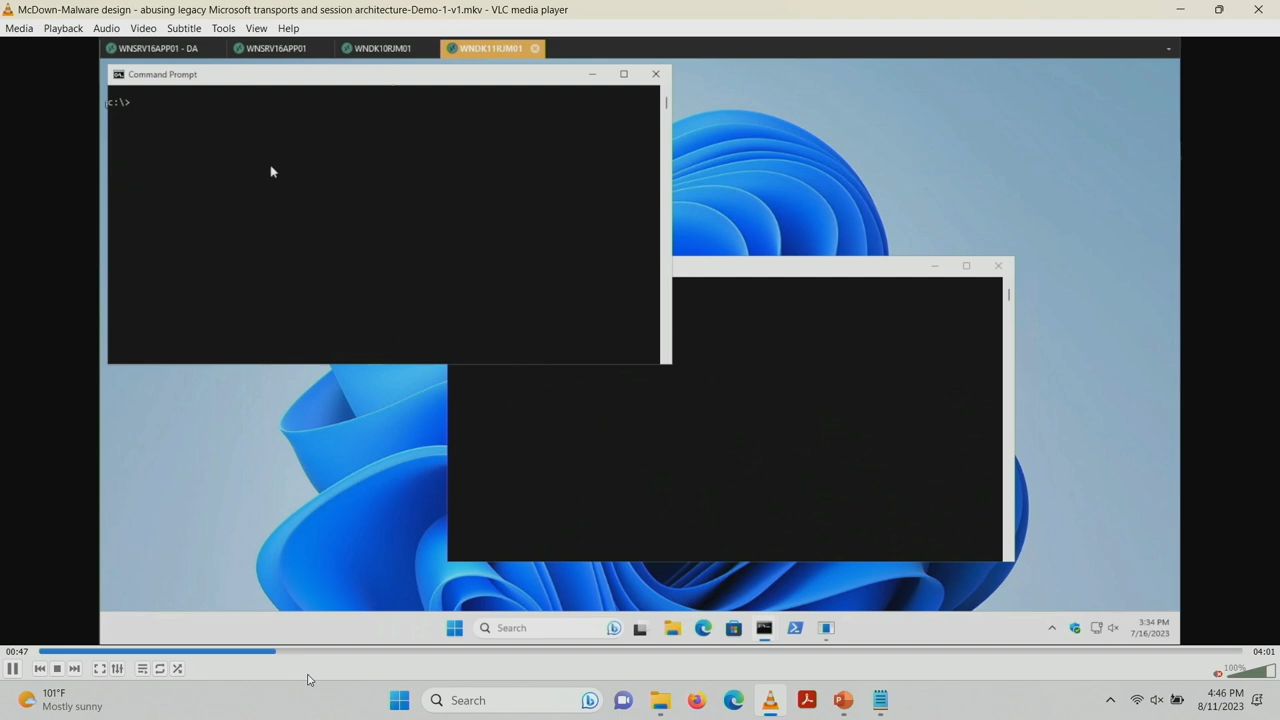 McDown-Malware design - abusing legacy Microsoft transports and session architecture-Demo-1-v1.mkv - VLC media player
Media Playback Audio Video Subtitle Tools View Help
WNSRV16APP01 - DA WNSRV16APP01 WNDK10RJM01 WNDK11RJM01
Command Prompt
c:\>
Search
3:34 PM
7/16/2023
00:47
04:01
100%
101°F
Mostly sunny
Search
4:46 PM
8/11/2023